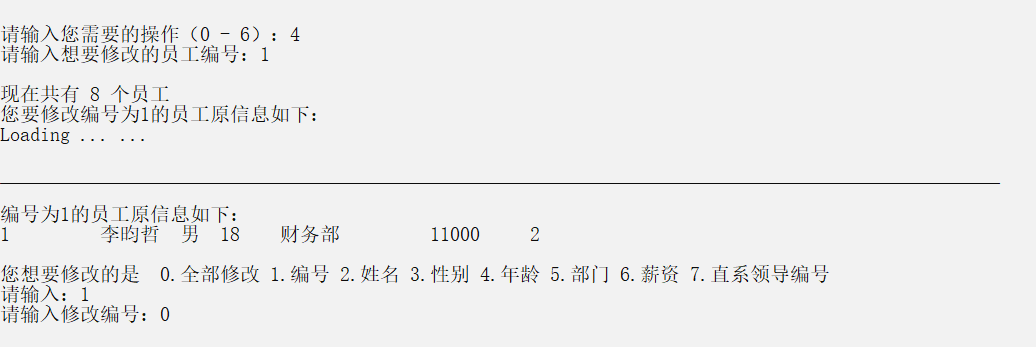 请输入您需要的操作（0 - 6）：4
请输入想要修改的员工编号：1
现在共有 8 个员工
您要修改编号为1的员工原信息如下：
Loading ... ...
编号为1的员工原信息如下：
1 李昀哲 男 18 财务部 11000 2
您想要修改的是 0.全部修改 1.编号 2.姓名 3.性别 4.年龄 5.部门 6.薪资 7.直系领导编号
请输入：1
请输入修改编号：0